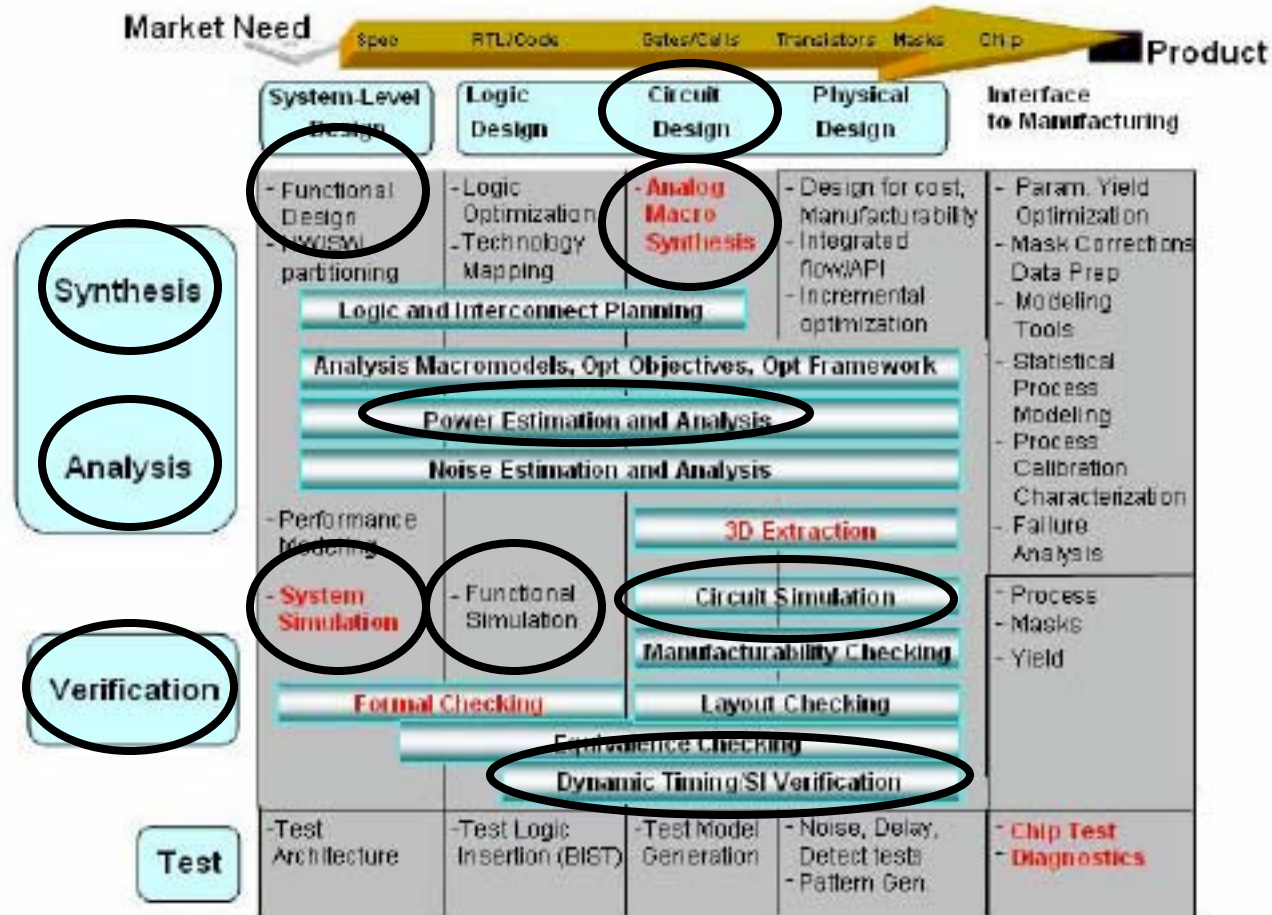 Market Need
Spec
RTL/Code
Gates/Cells
Transistors
Masks
Chip
Product
System-Level
Design
Logic
Design
Circuit
Design
Physical
Design
Interface
to Manufacturing
Synthesis
Analysis
- Functional
Design
- HW/SW
partitioning
- Logic
Optimization
- Technology
Mapping
- Analog
Macro
Synthesis
- Design for cost,
Manufacturability
- Integrated
flow/API
- Incremental
optimization
- Param. Yield
Optimization
- Mask Corrections
Data Prep
- Modeling
Tools
- Statistical
Process
Modeling
- Process
Calibration
Characterization
- Failure
Analysis
Logic and Interconnect Planning
Analysis Macromodels, Opt Objectives, Opt Framework
Power Estimation and Analysis
Noise Estimation and Analysis
- Performance
Modeling
3D Extraction
Verification
- System
Simulation
- Functional
Simulation
Circuit Simulation
Manufacturability Checking
Formal Checking
Layout Checking
Equivalence Checking
Dynamic Timing/SI Verification
- Process
- Masks
- Yield
Test
-Test
Architecture
-Test Logic
Insertion (BIST)
-Test Model
Generation
- Noise, Delay,
Detect tests
- Pattern Gen.
- Chip Test
- Diagnostics